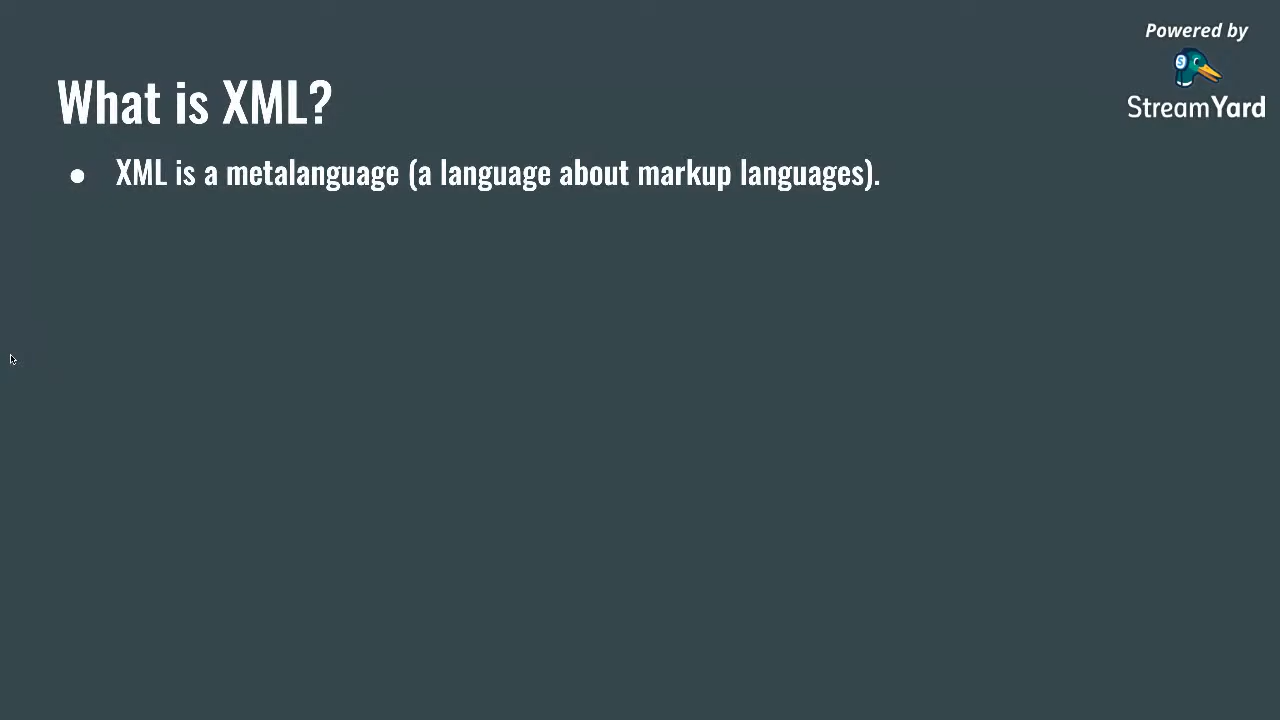 Powered by
StreamYard
What is XML?
● XML is a metalanguage (a language about markup languages).